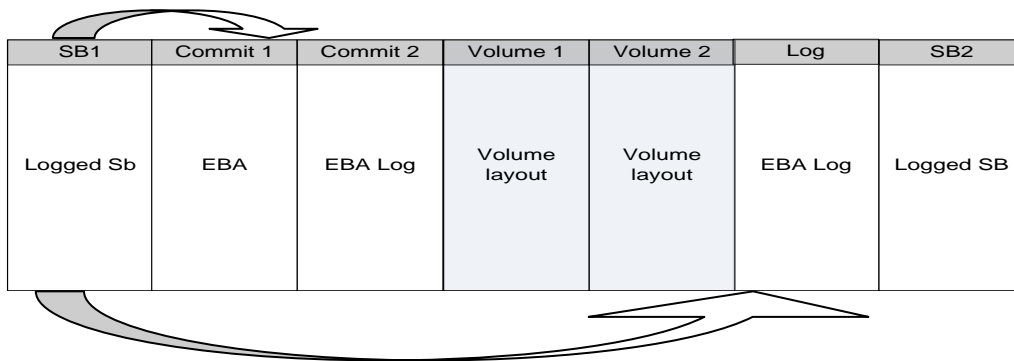 SB1
Commit 1
Commit 2
Volume 1
Volume 2
Log
SB2
Logged Sb
EBA
EBA Log
Volume
layout
Volume
layout
EBA Log
Logged SB